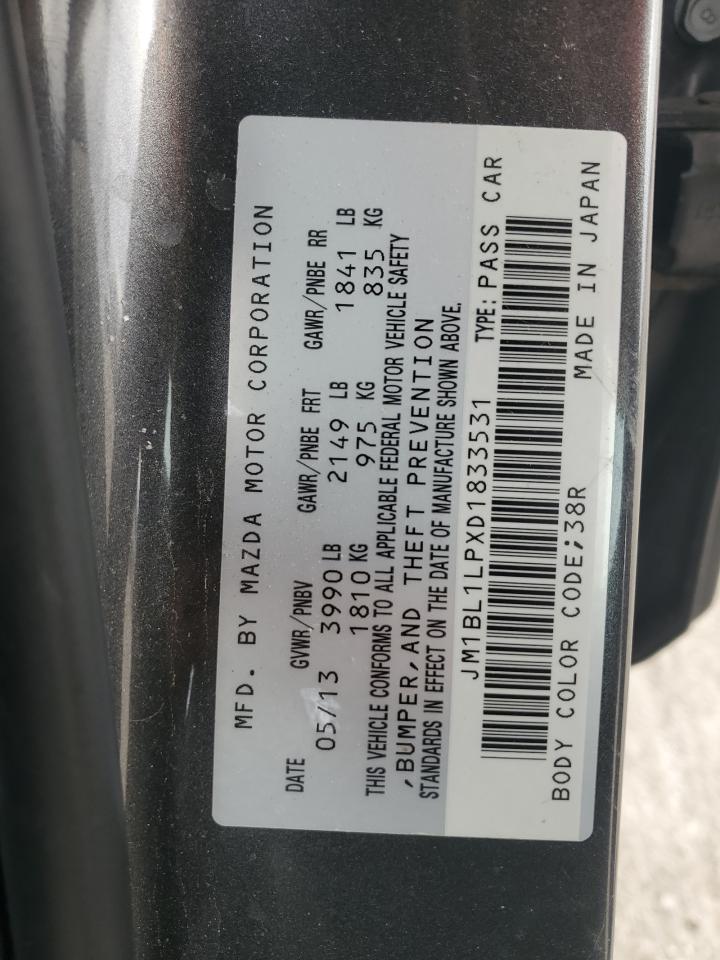 MFD. BY MAZDA MOTOR CORPORATION
DATE GVWR/PNBV GAWR/PNBE FRT GAWR/PNBE RR
05/13 3990 LB 2149 LB 1841 LB
1810 KG 975 KG 835 KG
THIS VEHICLE CONFORMS TO ALL APPLICABLE FEDERAL MOTOR VEHICLE SAFETY
,BUMPER,AND THEFT PREVENTION
STANDARDS IN EFFECT ON THE DATE OF MANUFACTURE SHOWN ABOVE.
JM1BL1LPXD1833531 TYPE: PASS CAR
BODY COLOR CODE;38R MADE IN JAPAN
8